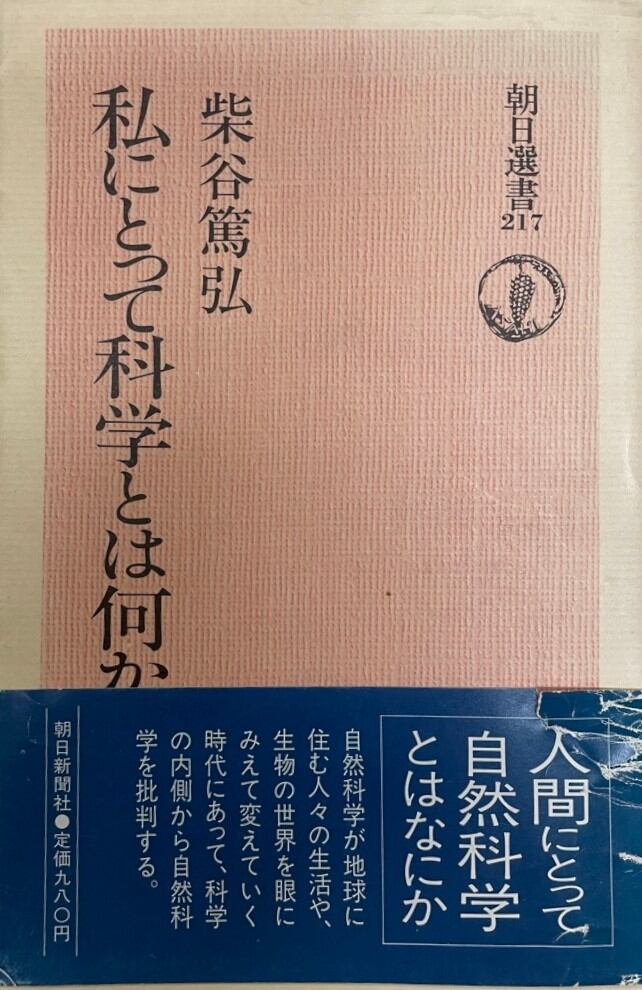 朝日選書
217
柴谷篤弘
私にとって科学とは何か
人間にとって
自然科学
とはなにか
自然科学が地球に
住む人々の生活や、
生物の世界を眼に
みえて変えていく
時代にあって、科学
の内側から自然科
学を批判する。
朝日新聞社●定価九八〇円